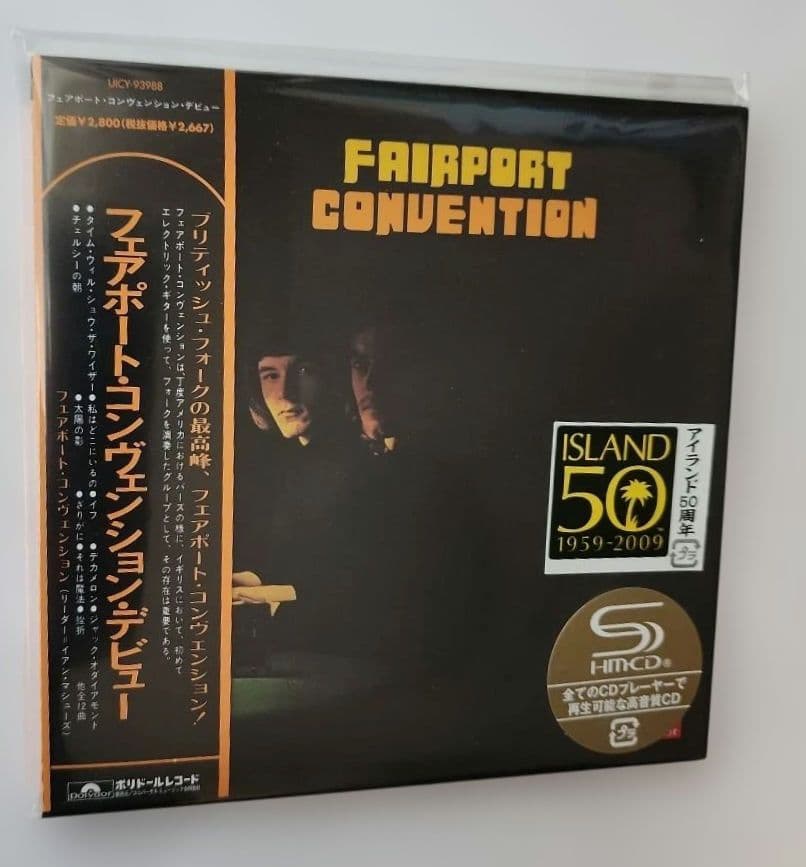 UICY-93988
フェアポート・コンヴェンション・デビュー
定価￥2,800(税抜価格￥2,667)
ブリティッシュ・フォークの最高峰、フェアポート・コンヴェンション!
フェアポート・コンヴェンションは、丁度アメリカにおけるバーズの様に、イギリスにおいて、初めて
エレクトリック・ギターを使って、フォークを演奏したグループとして、その存在は重要である。
フェアポート・コンヴェンション・デビュー
●タイム・ウィル・ショウ・ザ・ワイザー●私はどこにいるの●イフ●デカメロン●ジャック・オダイアモント
●チェルシーの朝●太陽の影●ざりがに●それは魔法●挫折 他全12曲
フェアポート・コンヴェンション(リーダー=イアン・マシューズ)
Polydor
ポリドールレコード
FAIRPORT
CONVENTION
ISLAND
50
1959-2009
アイランド50周年
プラ
SHM-CD®
全てのCDプレーヤーで
再生可能な高音質CD
プラ